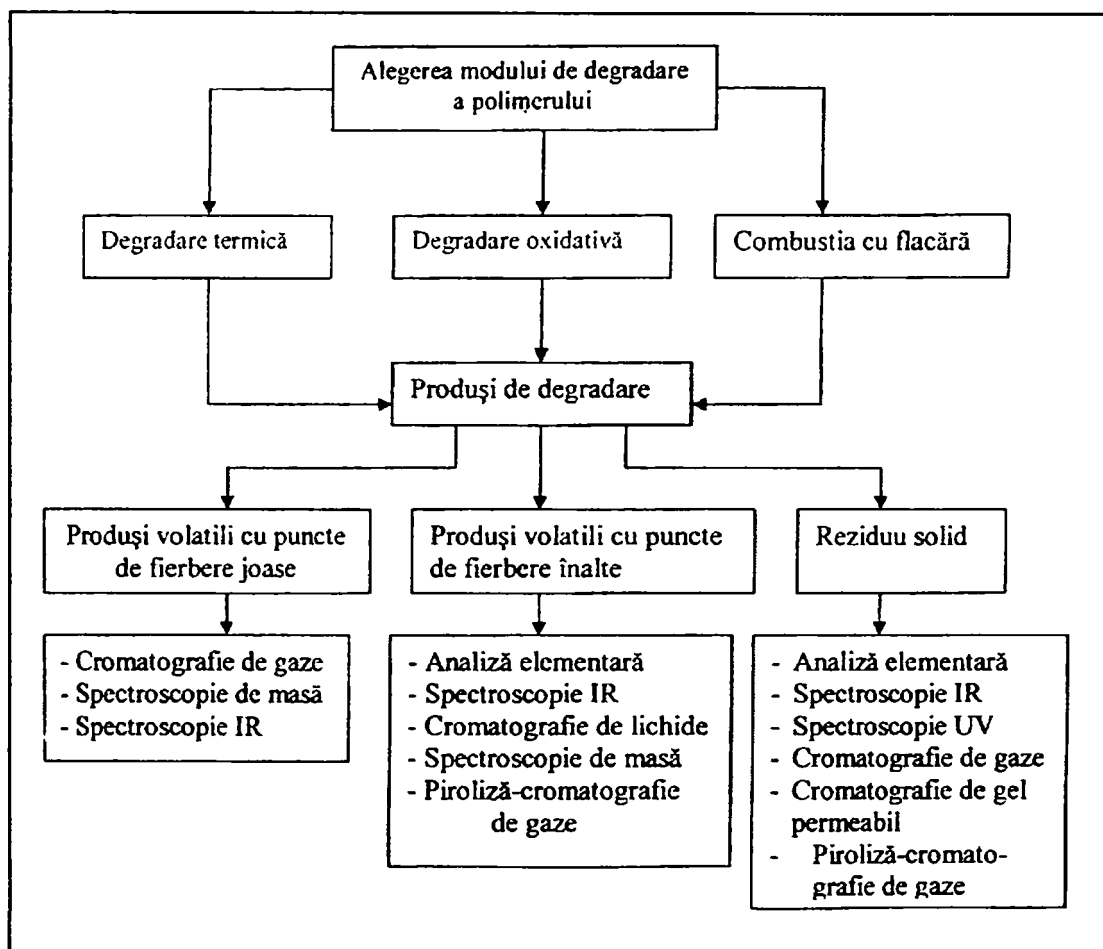 Alegerea modului de degradare
a polimerului
Degradare termică
Degradare oxidativă
Combustia cu flacără
Produşi de degradare
Produşi volatili cu puncte
de fierbere joase
Produşi volatili cu puncte
de fierbere înalte
Reziduu solid
- Cromatografie de gaze
- Spectroscopie de masă
- Spectroscopie IR
- Analiză elementară
- Spectroscopie IR
- Cromatografie de lichide
- Spectroscopie de masă
- Piroliză-cromatografie
de gaze
- Analiză elementară
- Spectroscopie IR
- Spectroscopie UV
- Cromatografie de gaze
- Cromatografie de gel
permeabil
- Piroliză-cromato-
grafie de gaze